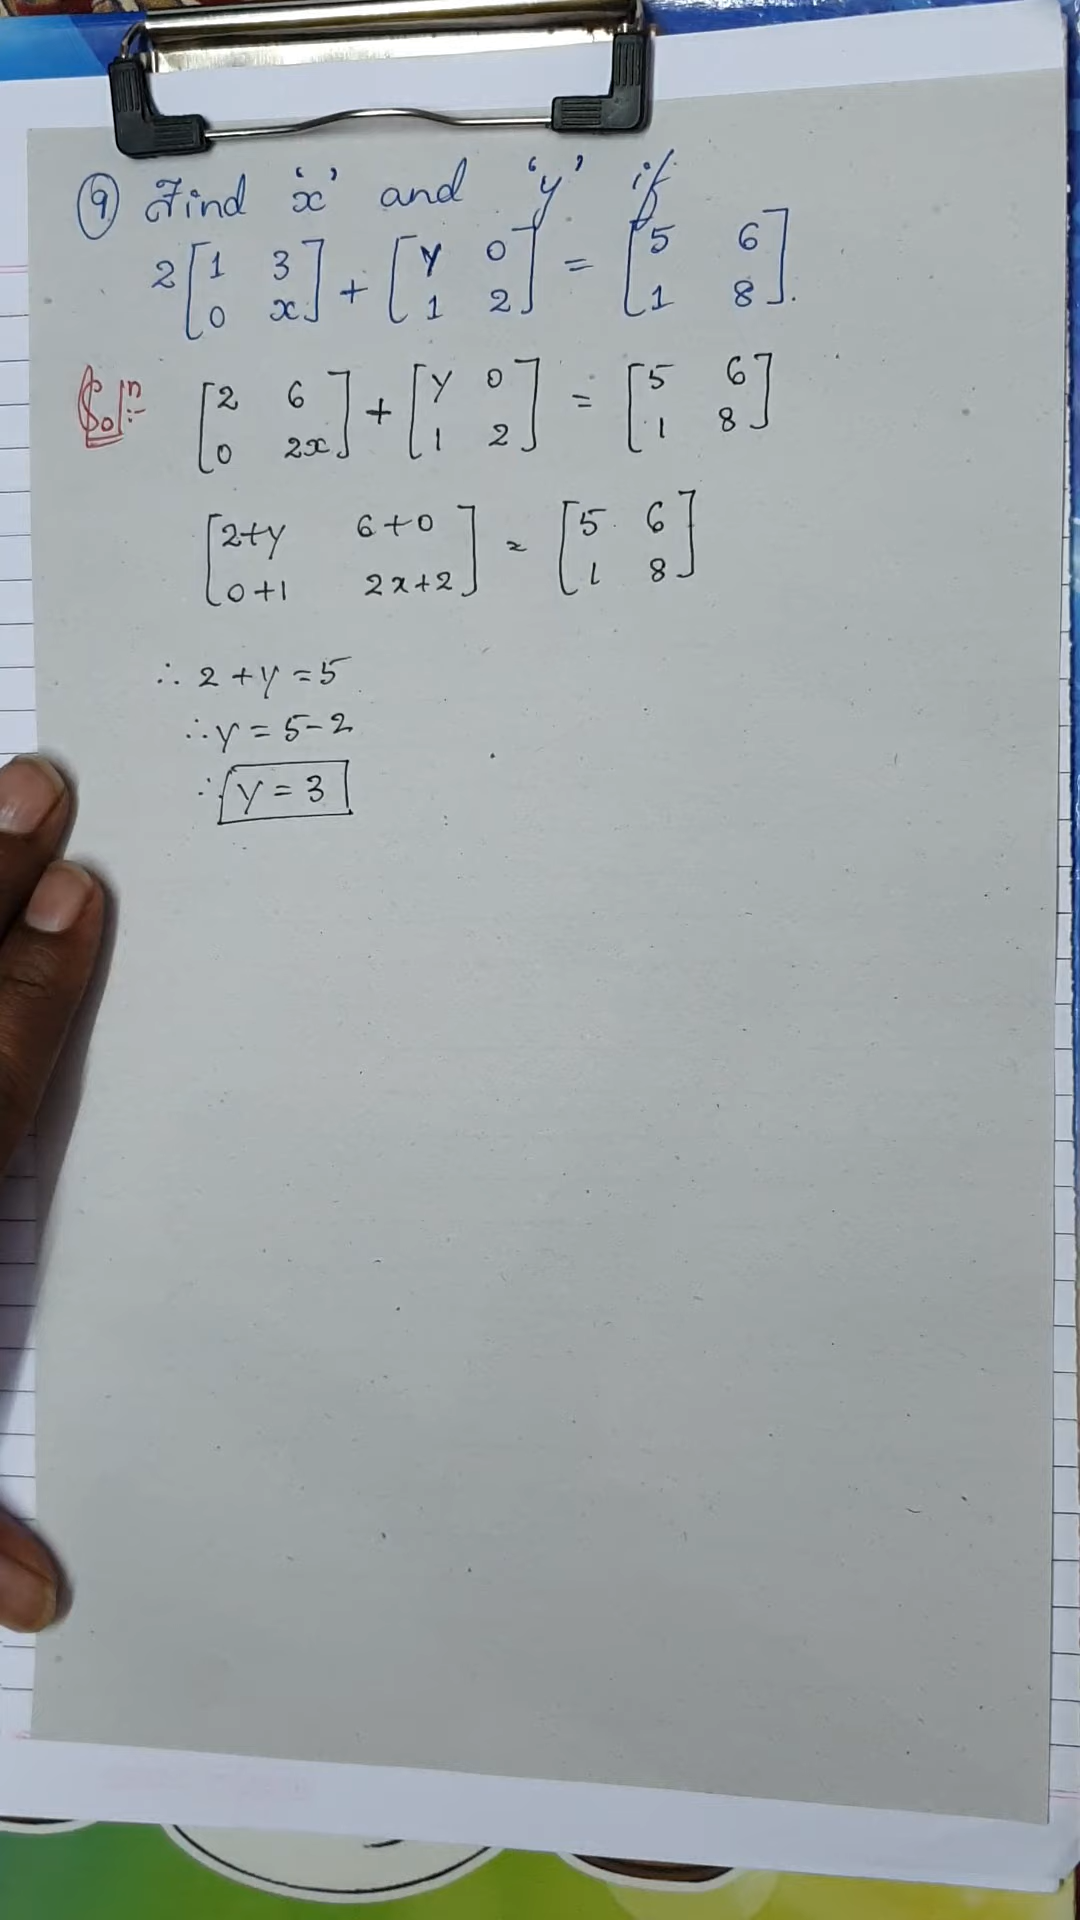 9 Find 'x' and 'y' if
2[1 3 0 x] + [y 0 1 2] = [5 6 1 8].
Solⁿ:- [2 6 0 2x] + [y 0 1 2] = [5 6 1 8]
[2+y 6+0 0+1 2x+2] = [5 6 1 8]
∴ 2+y=5
∴ y = 5-2
∴ y = 3